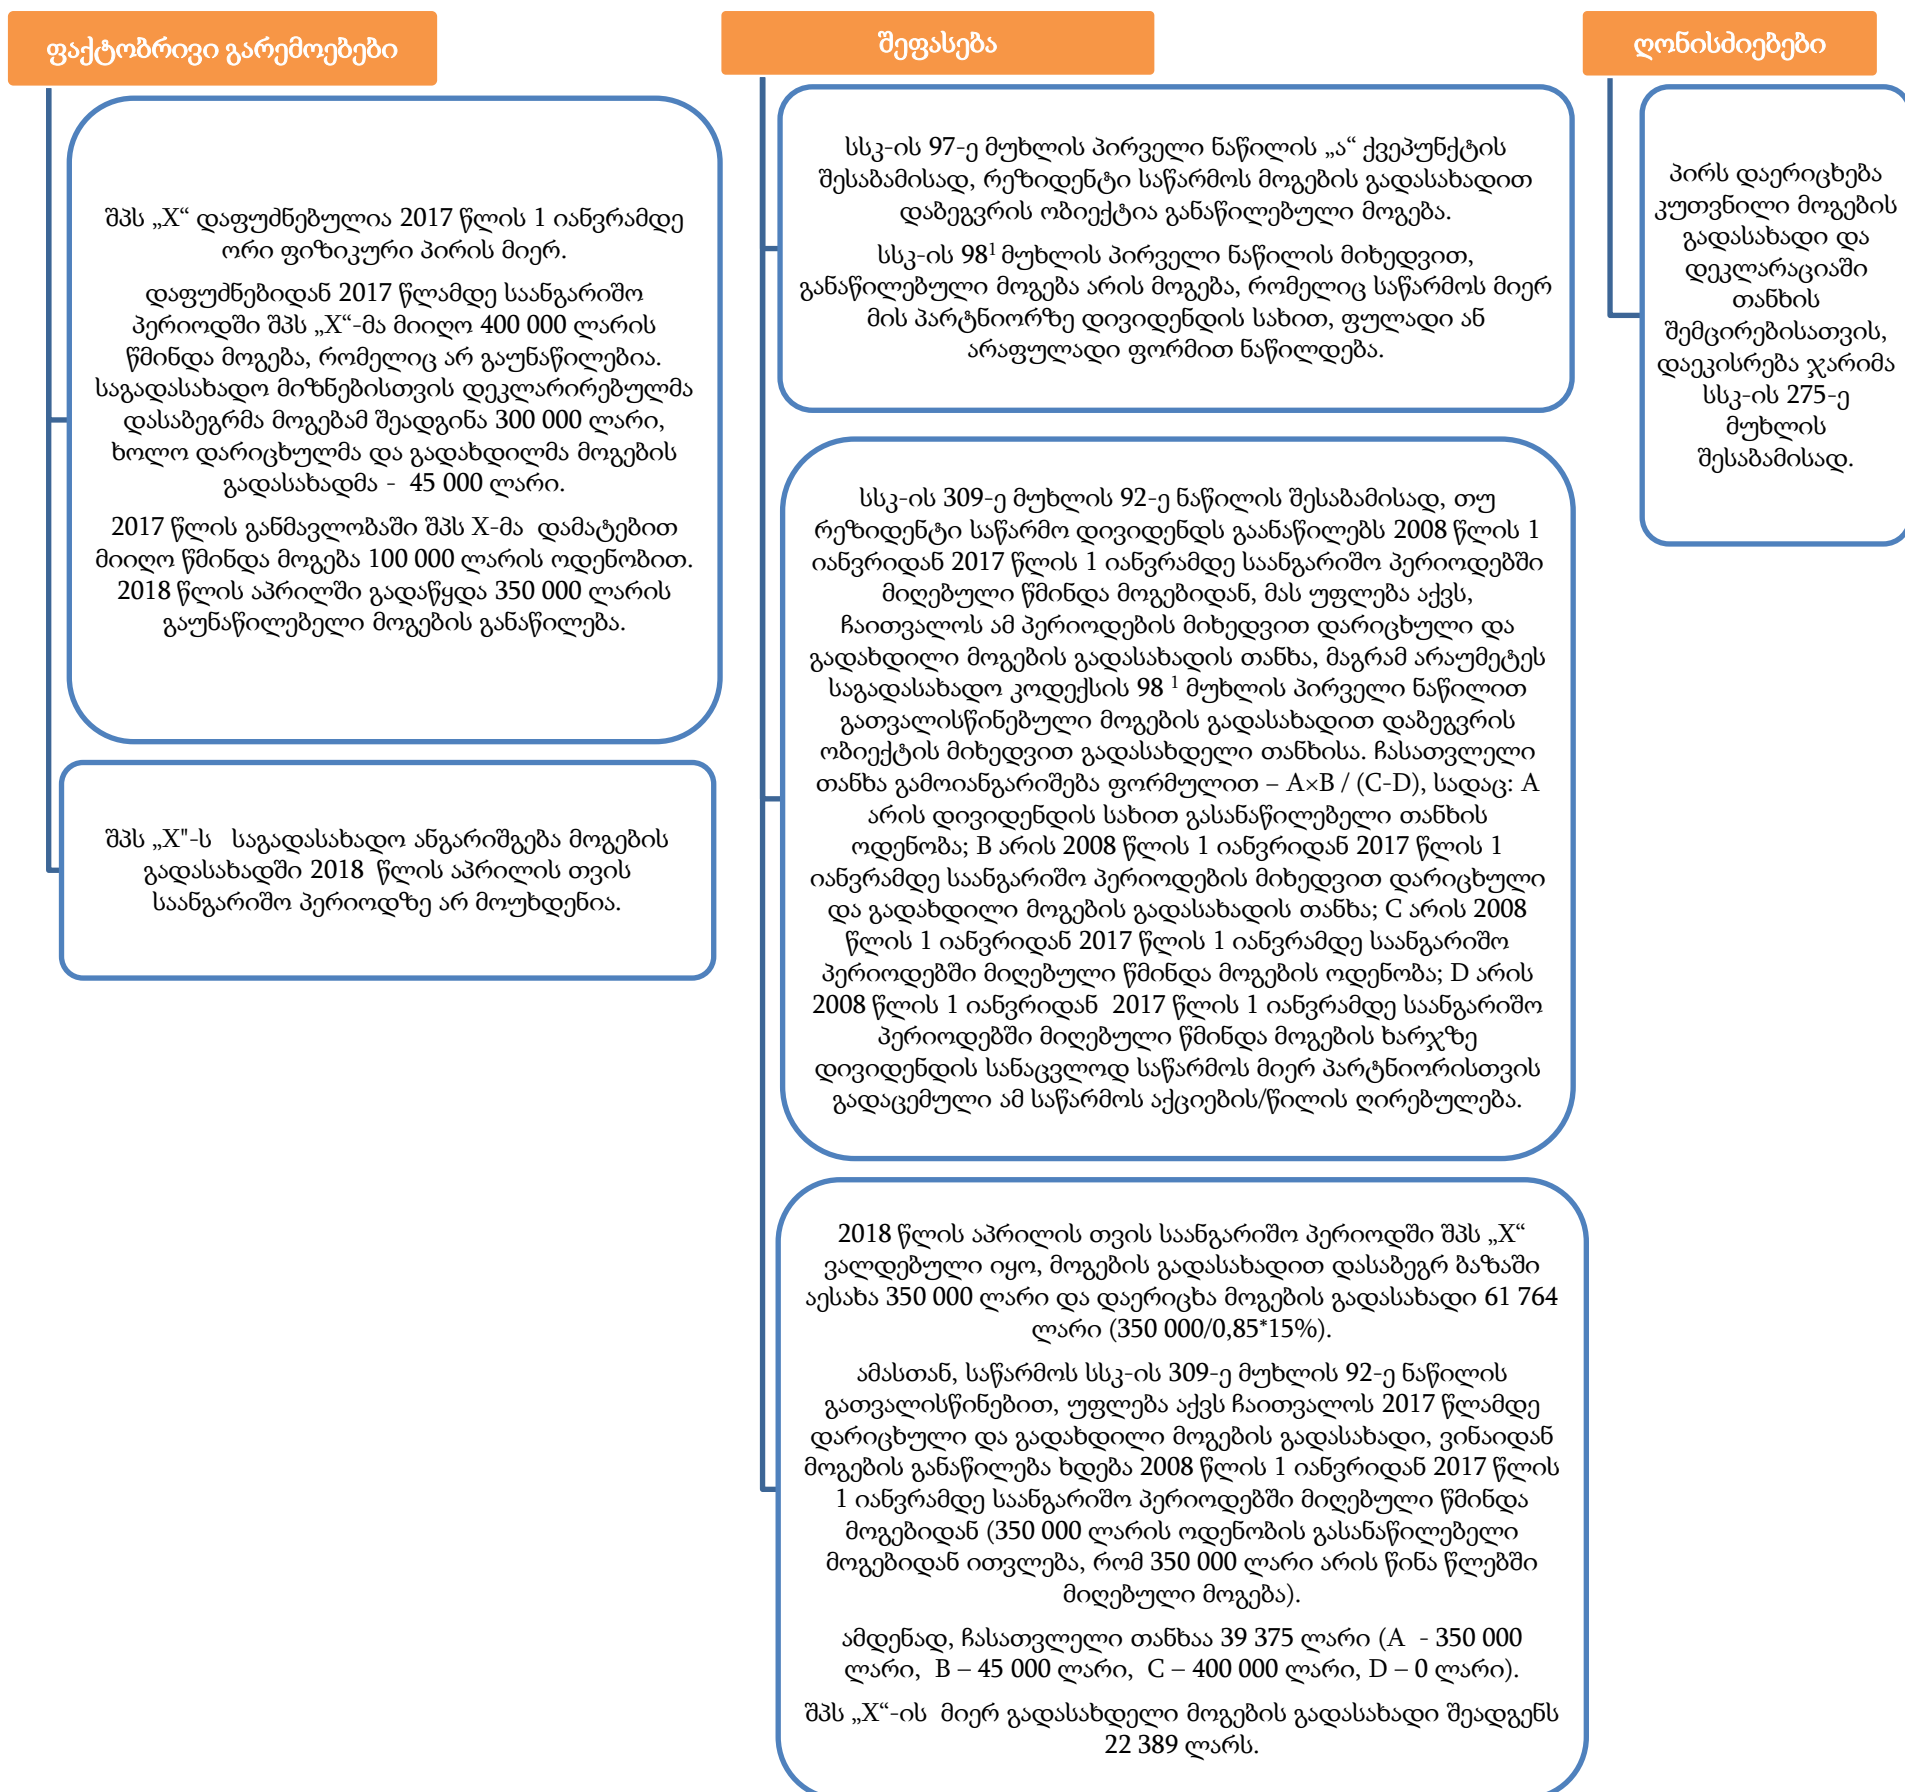 ფაქტობრივი გარემოებები
შპს „X“ დაფუძნებულია 2017 წლის 1 იანვრამდე
ორი ფიზიკური პირის მიერ.
დაფუძნებიდან 2017 წლამდე საანგარიშო
პერიოდში შპს „X“-მა მიიღო 400 000 ლარის
წმინდა მოგება, რომელიც არ გაუნაწილებია.
საგადასახადო მიზნებისთვის დეკლარირებულმა
დასაბეგრმა მოგებამ შეადგინა 300 000 ლარი,
ხოლო დარიცხულმა და გადახდილმა მოგების
გადასახადმა - 45 000 ლარი.
2017 წლის განმავლობაში შპს X-მა დამატებით
მიიღო წმინდა მოგება 100 000 ლარის ოდენობით.
2018 წლის აპრილში გადაწყდა 350 000 ლარის
გაუნაწილებელი მოგების განაწილება.
შპს „X"-ს საგადასახადო ანგარიშგება მოგების
გადასახადში 2018 წლის აპრილის თვის
საანგარიშო პერიოდზე არ მოუხდენია.
შეფასება
სსკ-ის 97-ე მუხლის პირველი ნაწილის „ა“ ქვეპუნქტის
შესაბამისად, რეზიდენტი საწარმოს მოგების გადასახადით
დაბეგვრის ობიექტია განაწილებული მოგება.
სსკ-ის 98¹ მუხლის პირველი ნაწილის მიხედვით,
განაწილებული მოგება არის მოგება, რომელიც საწარმოს მიერ
მის პარტნიორზე დივიდენდის სახით, ფულადი ან
არაფულადი ფორმით ნაწილდება.
სსკ-ის 309-ე მუხლის 92-ე ნაწილის შესაბამისად, თუ
რეზიდენტი საწარმო დივიდენდს გაანაწილებს 2008 წლის 1
იანვრიდან 2017 წლის 1 იანვრამდე საანგარიშო პერიოდებში
მიღებული წმინდა მოგებიდან, მას უფლება აქვს,
ჩაითვალოს ამ პერიოდების მიხედვით დარიცხული და
გადახდილი მოგების გადასახადის თანხა, მაგრამ არაუმეტეს
საგადასახადო კოდექსის 98 ¹ მუხლის პირველი ნაწილით
გათვალისწინებული მოგების გადასახადით დაბეგვრის
ობიექტის მიხედვით გადასახდელი თანხისა. ჩასათვლელი
თანხა გამოიანგარიშება ფორმულით – A×B / (C-D), სადაც: A
არის დივიდენდის სახით გასანაწილებელი თანხის
ოდენობა; B არის 2008 წლის 1 იანვრიდან 2017 წლის 1
იანვრამდე საანგარიშო პერიოდების მიხედვით დარიცხული
და გადახდილი მოგების გადასახადის თანხა; C არის 2008
წლის 1 იანვრიდან 2017 წლის 1 იანვრამდე საანგარიშო
პერიოდებში მიღებული წმინდა მოგების ოდენობა; D არის
2008 წლის 1 იანვრიდან 2017 წლის 1 იანვრამდე საანგარიშო
პერიოდებში მიღებული წმინდა მოგების ხარჯზე
დივიდენდის სანაცვლოდ საწარმოს მიერ პარტნიორისთვის
გადაცემული ამ საწარმოს აქციების/წილის ღირებულება.
2018 წლის აპრილის თვის საანგარიშო პერიოდში შპს „X“
ვალდებული იყო, მოგების გადასახადით დასაბეგრ ბაზაში
აესახა 350 000 ლარი და დაერიცხა მოგების გადასახადი 61 764
ლარი (350 000/0,85*15%).
ამასთან, საწარმოს სსკ-ის 309-ე მუხლის 92-ე ნაწილის
გათვალისწინებით, უფლება აქვს ჩაითვალოს 2017 წლამდე
დარიცხული და გადახდილი მოგების გადასახადი, ვინაიდან
მოგების განაწილება ხდება 2008 წლის 1 იანვრიდან 2017 წლის
1 იანვრამდე საანგარიშო პერიოდებში მიღებული წმინდა
მოგებიდან (350 000 ლარის ოდენობის გასანაწილებელი
მოგებიდან ითვლება, რომ 350 000 ლარი არის წინა წლებში
მიღებული მოგება).
ამდენად, ჩასათვლელი თანხაა 39 375 ლარი (A - 350 000
ლარი, B – 45 000 ლარი, C – 400 000 ლარი, D – 0 ლარი).
შპს „X“-ის მიერ გადასახდელი მოგების გადასახადი შეადგენს
22 389 ლარს.
ღონისძიებები
პირს დაერიცხება
კუთვნილი მოგების
გადასახადი და
დეკლარაციაში
თანხის
შემცირებისათვის,
დაეკისრება ჯარიმა
სსკ-ის 275-ე
მუხლის
შესაბამისად.